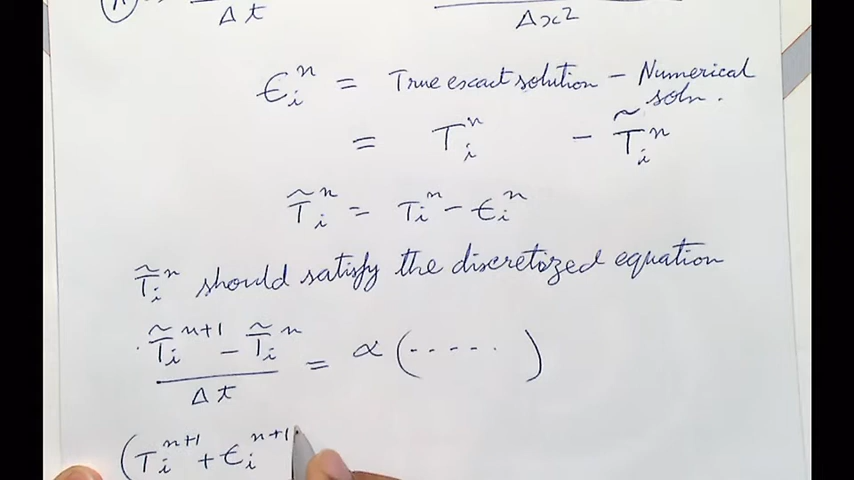 Δt Δx²
ϵᵢⁿ = True exact solution - Numerical soln.
= Tᵢⁿ - T̃ᵢⁿ
T̃ᵢⁿ = Tᵢⁿ - ϵᵢⁿ
T̃ᵢⁿ should satisfy the discretized equation
T̃ᵢⁿ⁺¹ - T̃ᵢⁿ = α (-----)
Δt
(Tᵢⁿ⁺¹ + ϵᵢⁿ⁺¹